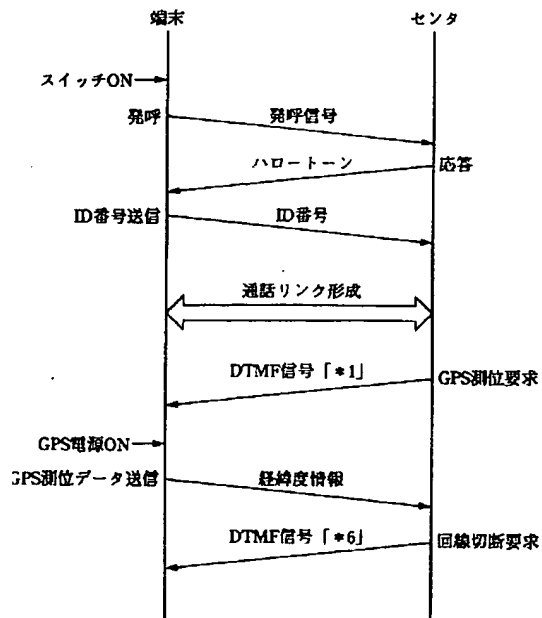 端末
センタ
スイッチON
発呼
発呼信号
ハロートーン
応答
ID番号送信
ID番号
通話リンク形成
DTMF信号「*1」
GPS測位要求
GPS電源ON
GPS測位データ送信
経緯度情報
DTMF信号「*6」
回線切断要求